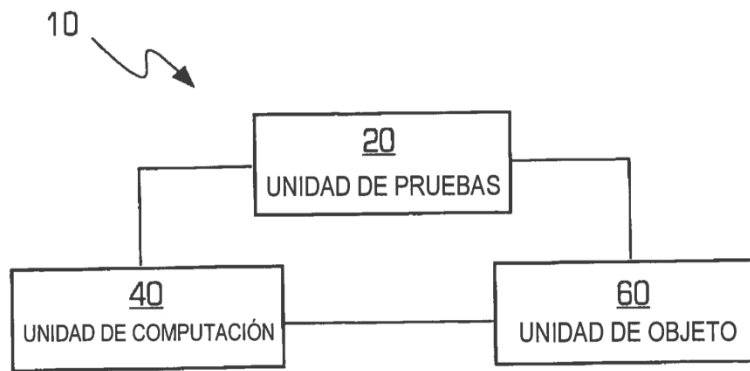 10
20
UNIDAD DE PRUEBAS
40
UNIDAD DE COMPUTACIÓN
60
UNIDAD DE OBJETO